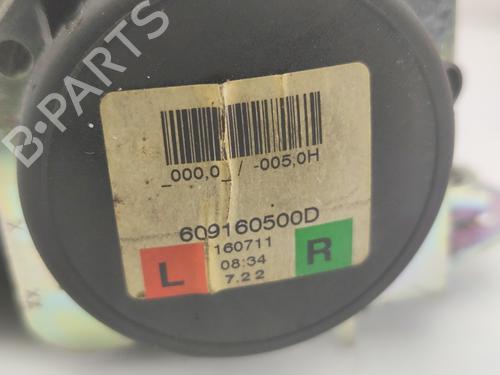 B-PARTS
_000,0_/-005,0H
609160500D
160711
L
08:34
R
7.22